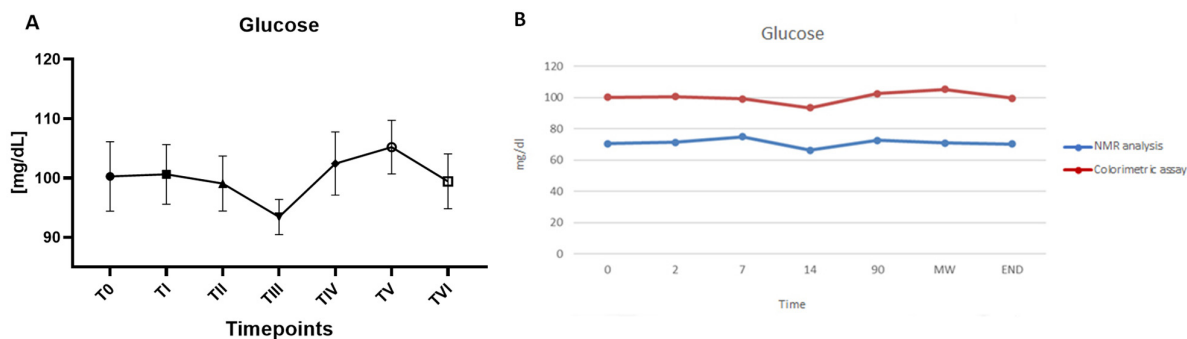 A
Glucose
120
110
100
90
[mg/dL]
T0 TI TII TIII TIV TV TVI
Timepoints
B
Glucose
120
100
80
60
40
20
0
mg/dl
0 2 7 14 90 MW END
Time
NMR analysis
Colorimetric assay